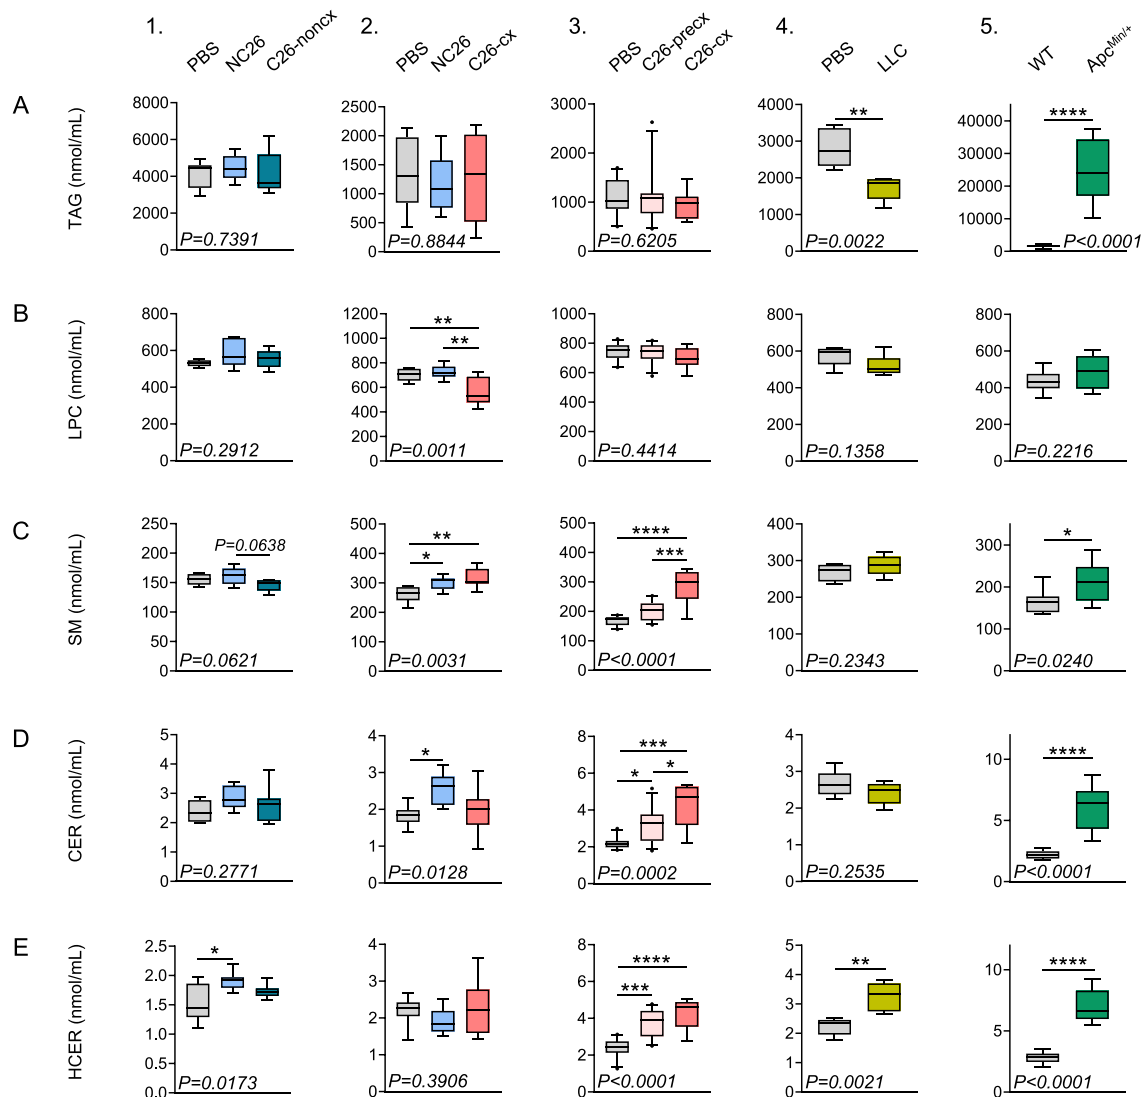 1. 2. 3. 4. 5.
PBS NC26 C26-noncx PBS NC26 C26-cx PBS C26-precx C26-cx PBS LLC WT ApcMin/+
A
TAG (nmol/mL)
8000 6000 4000 2000 0
P=0.7391
2500 2000 1500 1000 500 0
P=0.8844
3000 2000 1000 0
P=0.6205
4000 3000 2000 1000 0
**
P=0.0022
40000 30000 20000 10000 0
****
P<0.0001
B
LPC (nmol/mL)
800 600 400 200 0
P=0.2912
1200 1000 800 600 400 200 0
**
**
P=0.0011
1000 800 600 400 200 0
P=0.4414
800 600 400 200 0
P=0.1358
800 600 400 200 0
P=0.2216
C
SM (nmol/mL)
250 200 150 100 50 0
P=0.0638
P=0.0621
500 400 300 200 100 0
**
*
P=0.0031
500 400 300 200 100 0
****
***
P<0.0001
400 300 200 100 0
P=0.2343
300 200 100 0
*
P=0.0240
D
CER (nmol/mL)
5 4 3 2 1 0
P=0.2771
4 3 2 1 0
*
P=0.0128
8 6 4 2 0
***
* *
P=0.0002
4 3 2 1 0
P=0.2535
10 5 0
****
P<0.0001
E
HCER (nmol/mL)
2.5 2.0 1.5 1.0 0.5 0.0
*
P=0.0173
4 3 2 1 0
P=0.3906
8 6 4 2 0
****
***
P<0.0001
5 4 3 2 1 0
**
P=0.0021
10 5 0
****
P<0.0001